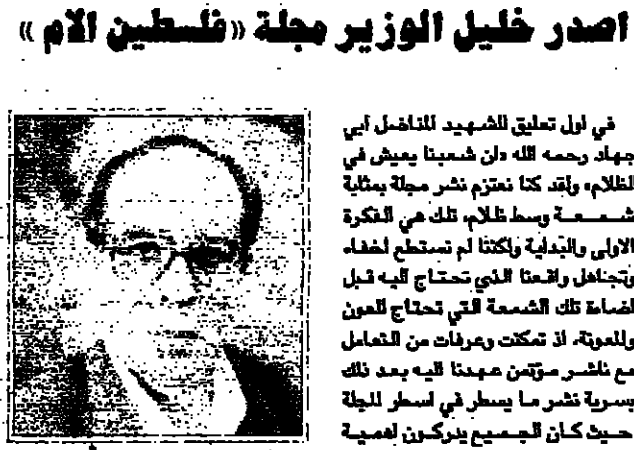 اصدر خليل الوزير مجلة «فلسطين الام»
في اول تعليق للشهيد المناضل ابي
جهاد رحمه الله «ان شعبنا يعيش في
الظلام، ولقد كنا نعتزم نشر مجلة بمثابة
شمعة وسط ظلام، تلك هي الفكرة
الاولى والبداية ولكننا لم نستطع اخفاء
وتجاهل واقعنا الذي تحتاج اليه قبل
اضاءة تلك الشمعة التي تحتاج للعون
وللعونة، اذ تمكنت وعرفات من التعامل
مع ناشر مؤتمن عهدنا اليه بعد ذلك
بسرية نشر ما يسطر في اسطر المجلة
حيث كان الجميع يدركون اهمية